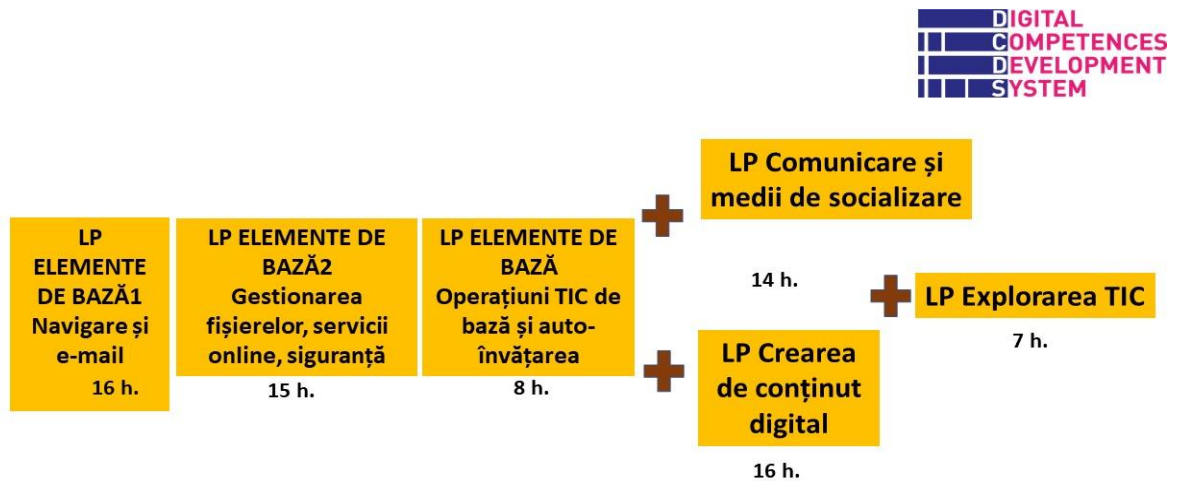 DIGITAL
COMPETENCES
DEVELOPMENT
SYSTEM
LP
ELEMENTE
DE BAZĂ1
Navigare și
e-mail
16 h.
LP ELEMENTE DE
BAZĂ2
Gestionarea
fișierelor, servicii
online, siguranță
15 h.
LP ELEMENTE DE
BAZĂ
Operațiuni TIC de
bază și auto-
învățarea
8 h.
LP Comunicare și
medii de socializare
14 h.
LP Crearea
de conținut
digital
16 h.
LP Explorarea TIC
7 h.